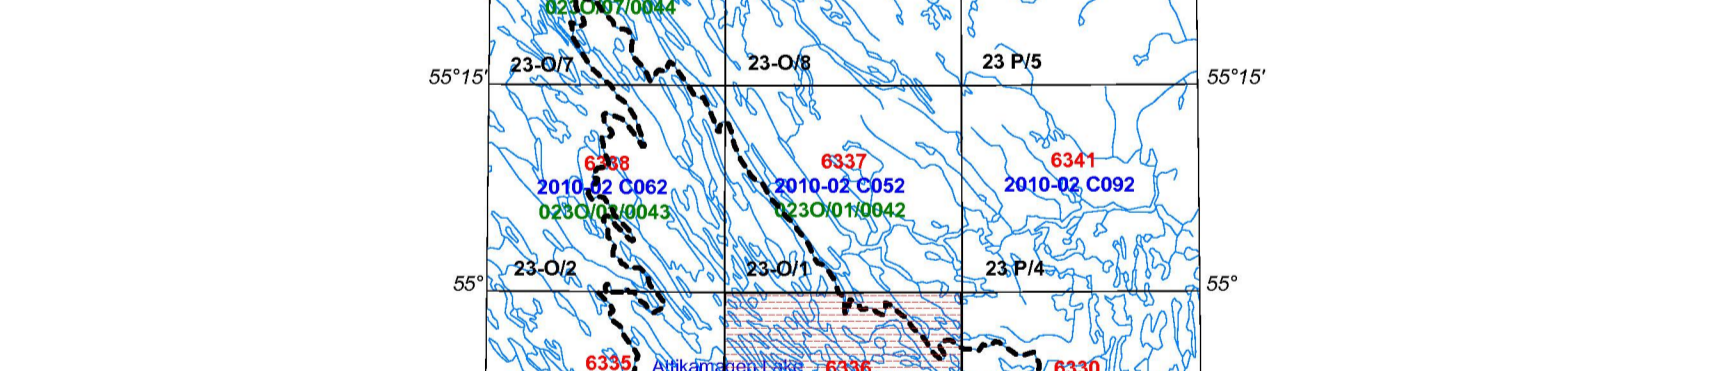 023O/07/0044
23-O/7
23-O/8
23 P/5
55°15'
55°15'
6338
6337
6341
2010-02 C062
2010-02 C052
2010-02 C092
023O/02/0043
023O/01/0042
23-O/2
23-O/1
23 P/4
55°
55°
6335
Attikamagen Lake
6336
6330